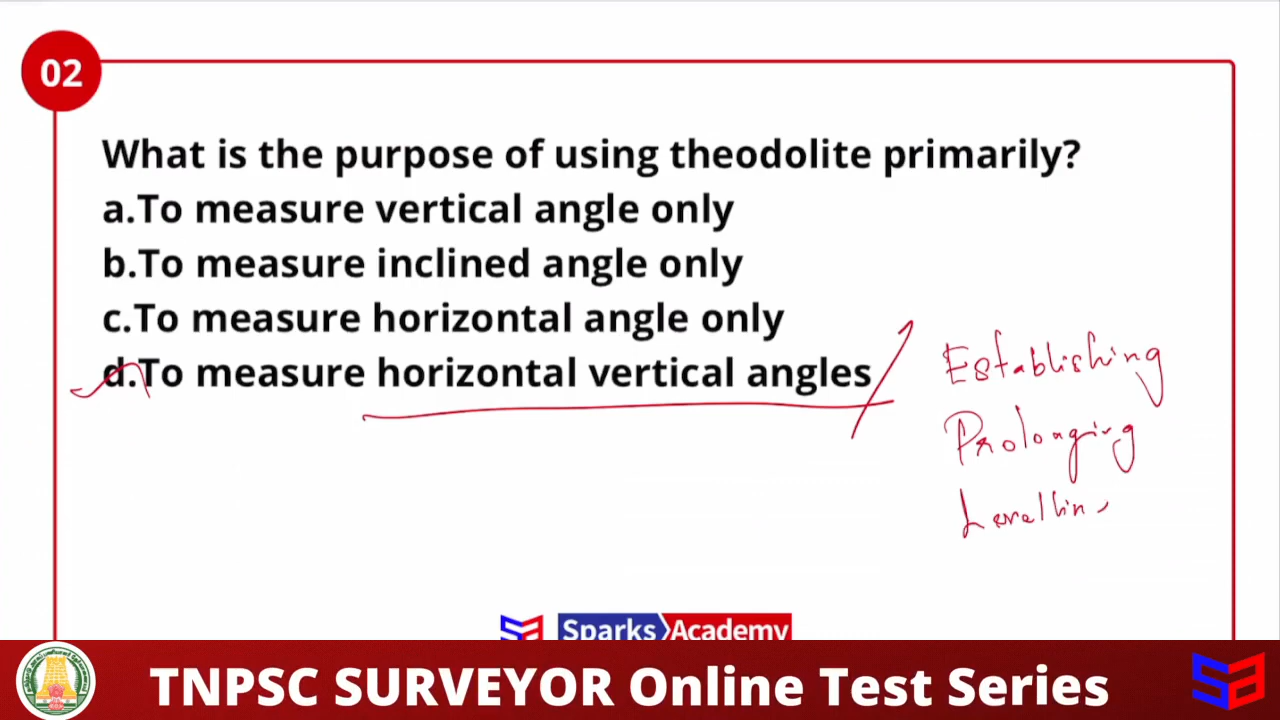 02
What is the purpose of using theodolite primarily?
a.To measure vertical angle only
b.To measure inclined angle only
c.To measure horizontal angle only
d.To measure horizontal vertical angles
Establishing
Prolonging
Levellin
Sparks Academy
TNPSC SURVEYOR Online Test Series